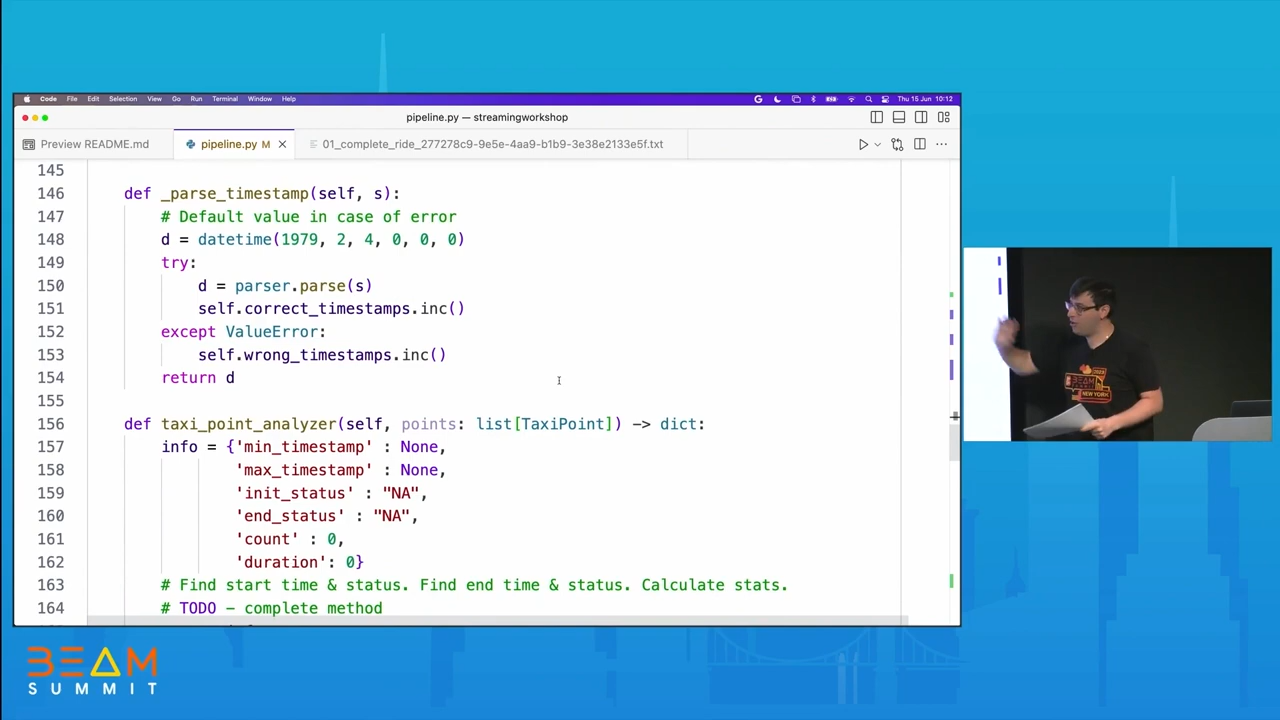 Code File Edit Selection View Go Run Terminal Window Help Thu 15 Jun 10:12
pipeline.py — streamingworkshop
Preview README.md pipeline.py M 01_complete_ride_277278c9-9e5e-4aa9-b1b9-3e38e2133e5f.txt
145
146 def _parse_timestamp(self, s):
147 # Default value in case of error
148 d = datetime(1979, 2, 4, 0, 0, 0)
149 try:
150 d = parser.parse(s)
151 self.correct_timestamps.inc()
152 except ValueError:
153 self.wrong_timestamps.inc()
154 return d
155
156 def taxi_point_analyzer(self, points: list[TaxiPoint]) -> dict:
157 info = {'min_timestamp' : None,
158 'max_timestamp' : None,
159 'init_status' : "NA",
160 'end_status' : "NA",
161 'count' : 0,
162 'duration': 0}
163 # Find start time & status. Find end time & status. Calculate stats.
164 # TODO - complete method
BEAM
NEW YORK
BEAM
SUMMIT